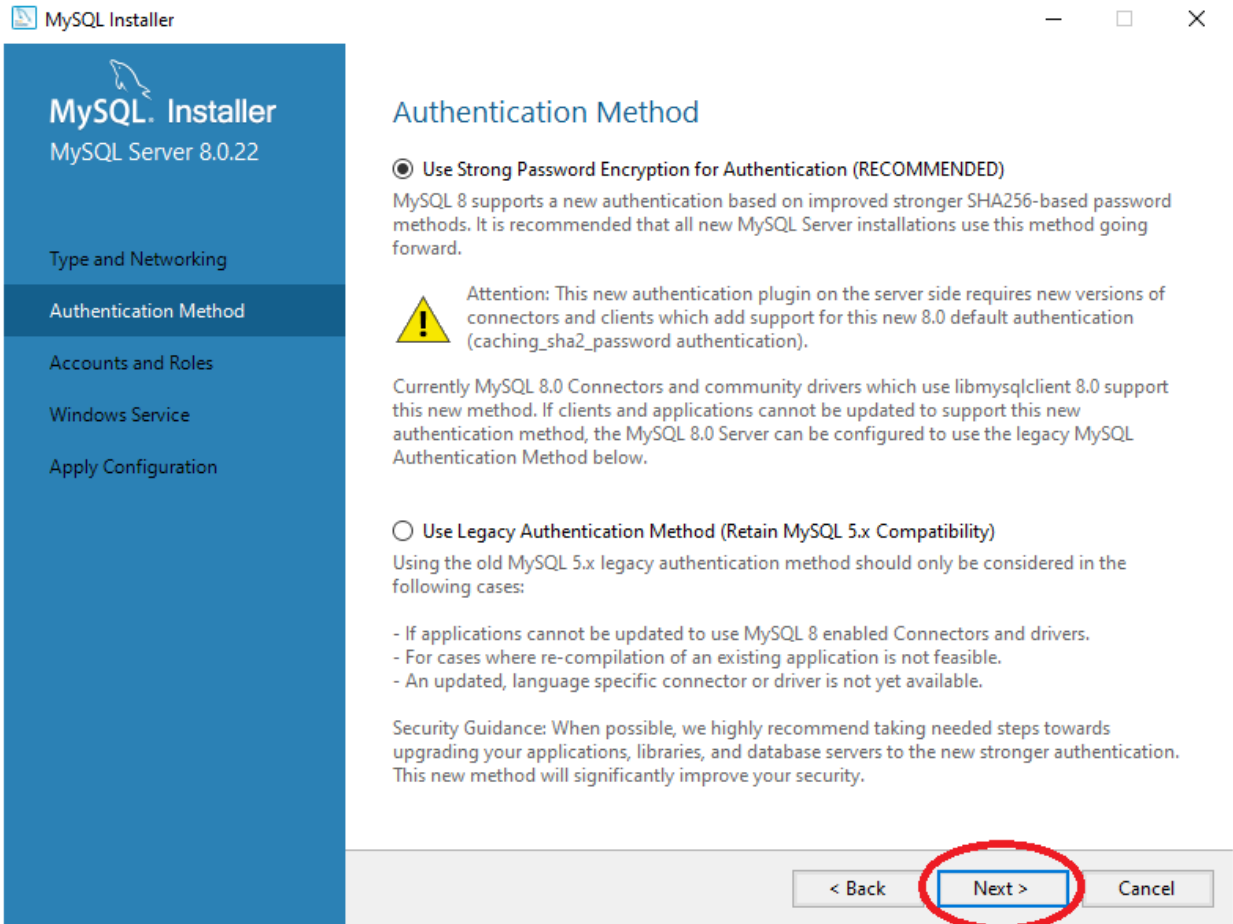 MySQL Installer
MySQL. Installer
MySQL Server 8.0.22
Type and Networking
Authentication Method
Accounts and Roles
Windows Service
Apply Configuration
Authentication Method
Use Strong Password Encryption for Authentication (RECOMMENDED)
MySQL 8 supports a new authentication based on improved stronger SHA256-based password
methods. It is recommended that all new MySQL Server installations use this method going
forward.
Attention: This new authentication plugin on the server side requires new versions of
connectors and clients which add support for this new 8.0 default authentication
(caching_sha2_password authentication).
Currently MySQL 8.0 Connectors and community drivers which use libmysqlclient 8.0 support
this new method. If clients and applications cannot be updated to support this new
authentication method, the MySQL 8.0 Server can be configured to use the legacy MySQL
Authentication Method below.
Use Legacy Authentication Method (Retain MySQL 5.x Compatibility)
Using the old MySQL 5.x legacy authentication method should only be considered in the
following cases:
- If applications cannot be updated to use MySQL 8 enabled Connectors and drivers.
- For cases where re-compilation of an existing application is not feasible.
- An updated, language specific connector or driver is not yet available.
Security Guidance: When possible, we highly recommend taking needed steps towards
upgrading your applications, libraries, and database servers to the new stronger authentication.
This new method will significantly improve your security.
< Back
Next >
Cancel